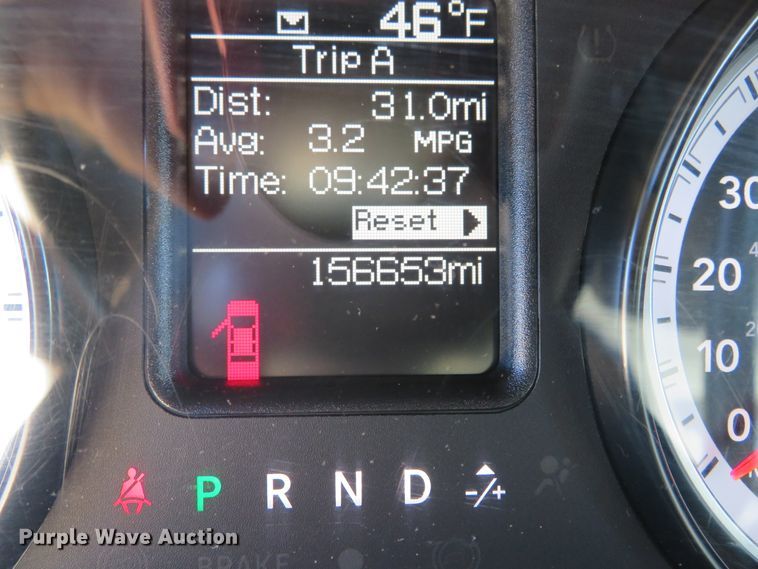 46°F
Trip A
Dist: 31.0mi
Avg: 3.2 MPG
Time: 09:42:37
Reset
156653mi
30
20
10
0
P R N D -/+
Purple Wave Auction
BRAKE